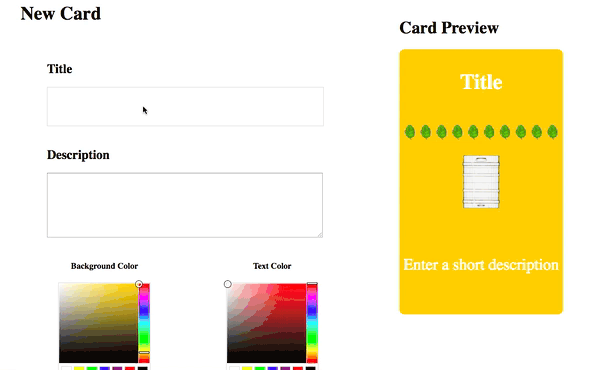 New Card
Title
Description
Background Color
Text Color
Card Preview
Title
Enter a short description